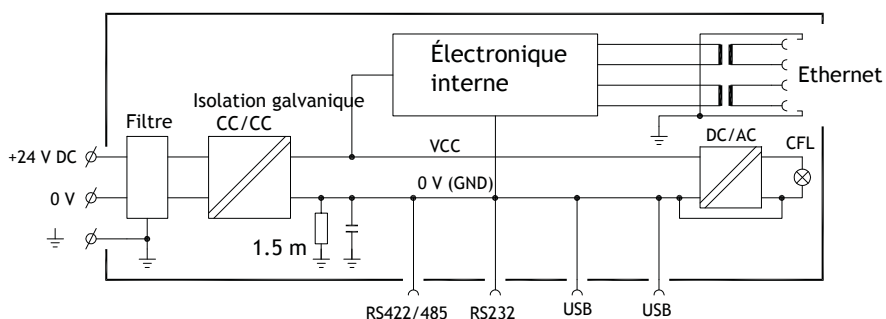 Électronique
interne
Ethernet
Isolation galvanique
CC/CC
Filtre
+24 V DC
VCC
DC/AC
CFL
0 V
0 V (GND)
1.5 m
RS422/485
RS232
USB
USB